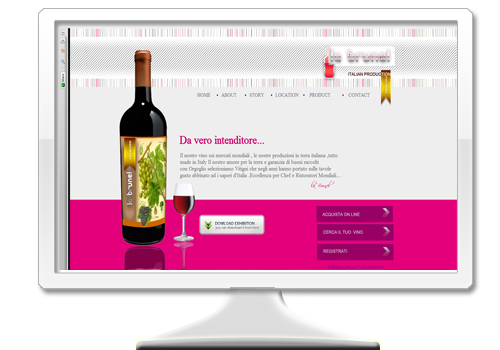 la brunel
ITALIAN PRODUCTION
HOME • ABOUT • STORY • LOCATION • PRODUCT • CONTACT
Da vero intenditore...
Il nostro vino sui mercati mondiali , le nostre produzioni in terra italiana ,tutto
made in Italy Il nostro amore per la terra e garanzia di buoni raccolti
con Orgoglio selezioniamo Vitigni che negli anni hanno portato sulle tavole
gusto abbinato ad i sapori d'Italia .Eccellenza per Chef e Ristoratori Mondiali...
la brunel
DOWNLOAD EXHIBITION
ACQUISTA ON LINE
CERCA IL TUO VINO
REGISTRATI